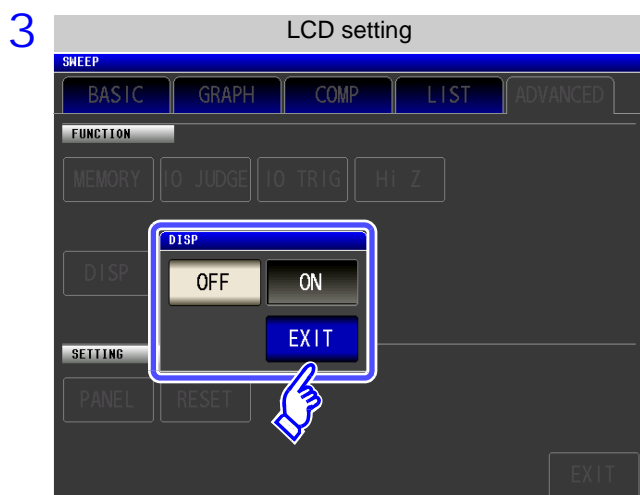 3
LCD setting
SWEEP
BASIC GRAPH COMP LIST ADVANCED
FUNCTION
MEMORY IO JUDGE IO TRIG Hi Z
DISP
DISP
OFF ON
EXIT
SETTING
PANEL RESET
EXIT